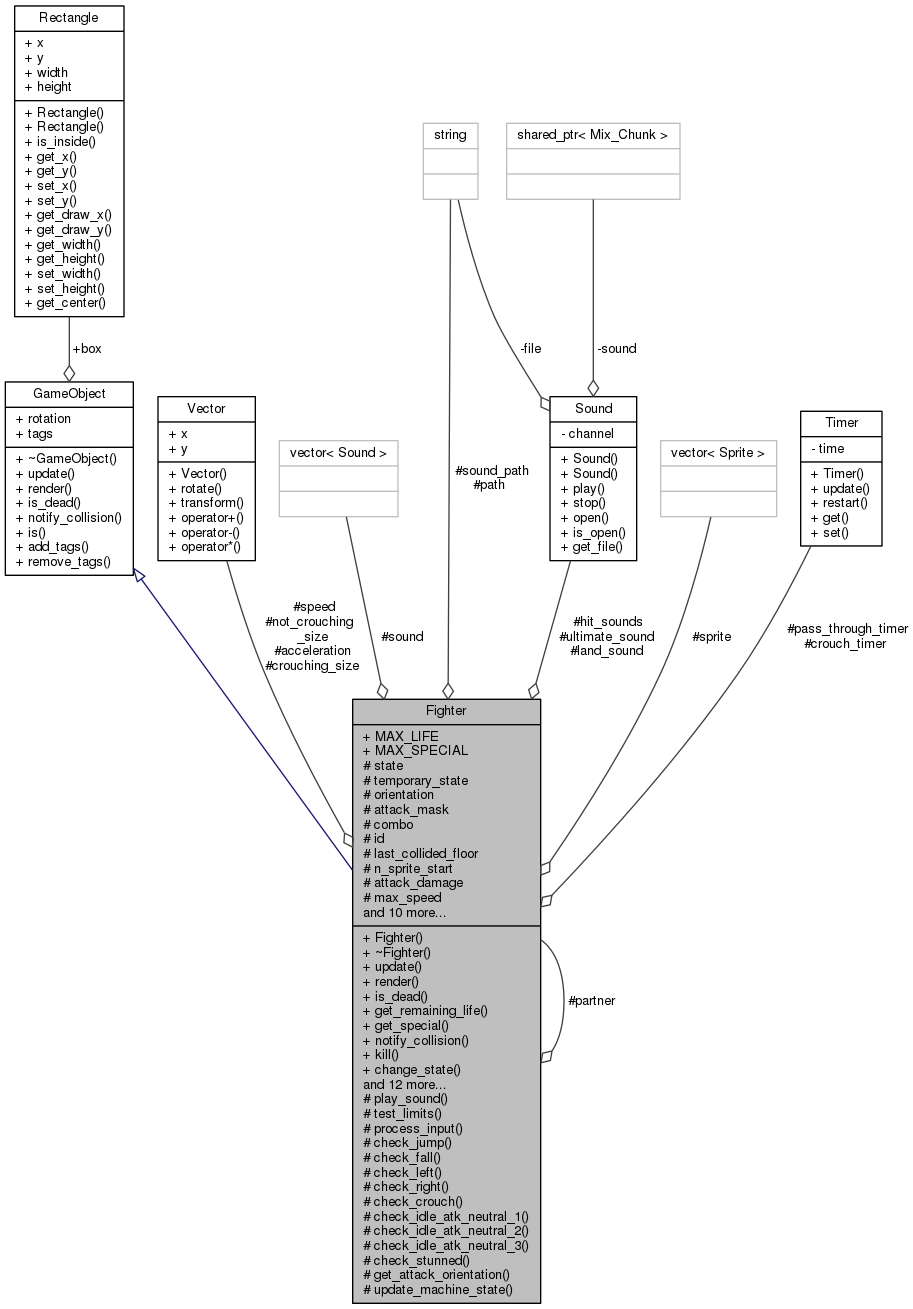 Rectangle
+ x
+ y
+ width
+ height
+ Rectangle()
+ Rectangle()
+ is_inside()
+ get_x()
+ get_y()
+ set_x()
+ set_y()
+ get_draw_x()
+ get_draw_y()
+ get_width()
+ get_height()
+ set_width()
+ set_height()
+ get_center()
string
shared_ptr< Mix_Chunk >
+box
-file
-sound
GameObject
+ rotation
+ tags
+ ~GameObject()
+ update()
+ render()
+ is_dead()
+ notify_collision()
+ is()
+ add_tags()
+ remove_tags()
Vector
+ x
+ y
+ Vector()
+ rotate()
+ transform()
+ operator+()
+ operator-()
+ operator*()
vector< Sound >
#sound_path
#path
Sound
- channel
+ Sound()
+ Sound()
+ play()
+ stop()
+ open()
+ is_open()
+ get_file()
vector< Sprite >
Timer
- time
+ Timer()
+ update()
+ restart()
+ get()
+ set()
#speed
#not_crouching
_size
#acceleration
#crouching_size
#sound
#hit_sounds
#ultimate_sound
#land_sound
#sprite
#pass_through_timer
#crouch_timer
Fighter
+ MAX_LIFE
+ MAX_SPECIAL
# state
# temporary_state
# orientation
# attack_mask
# combo
# id
# last_collided_floor
# n_sprite_start
# attack_damage
# max_speed
and 10 more...
+ Fighter()
+ ~Fighter()
+ update()
+ render()
+ is_dead()
+ get_remaining_life()
+ get_special()
+ notify_collision()
+ kill()
+ change_state()
and 12 more...
# play_sound()
# test_limits()
# process_input()
# check_jump()
# check_fall()
# check_left()
# check_right()
# check_crouch()
# check_idle_atk_neutral_1()
# check_idle_atk_neutral_2()
# check_idle_atk_neutral_3()
# check_stunned()
# get_attack_orientation()
# update_machine_state()
#partner